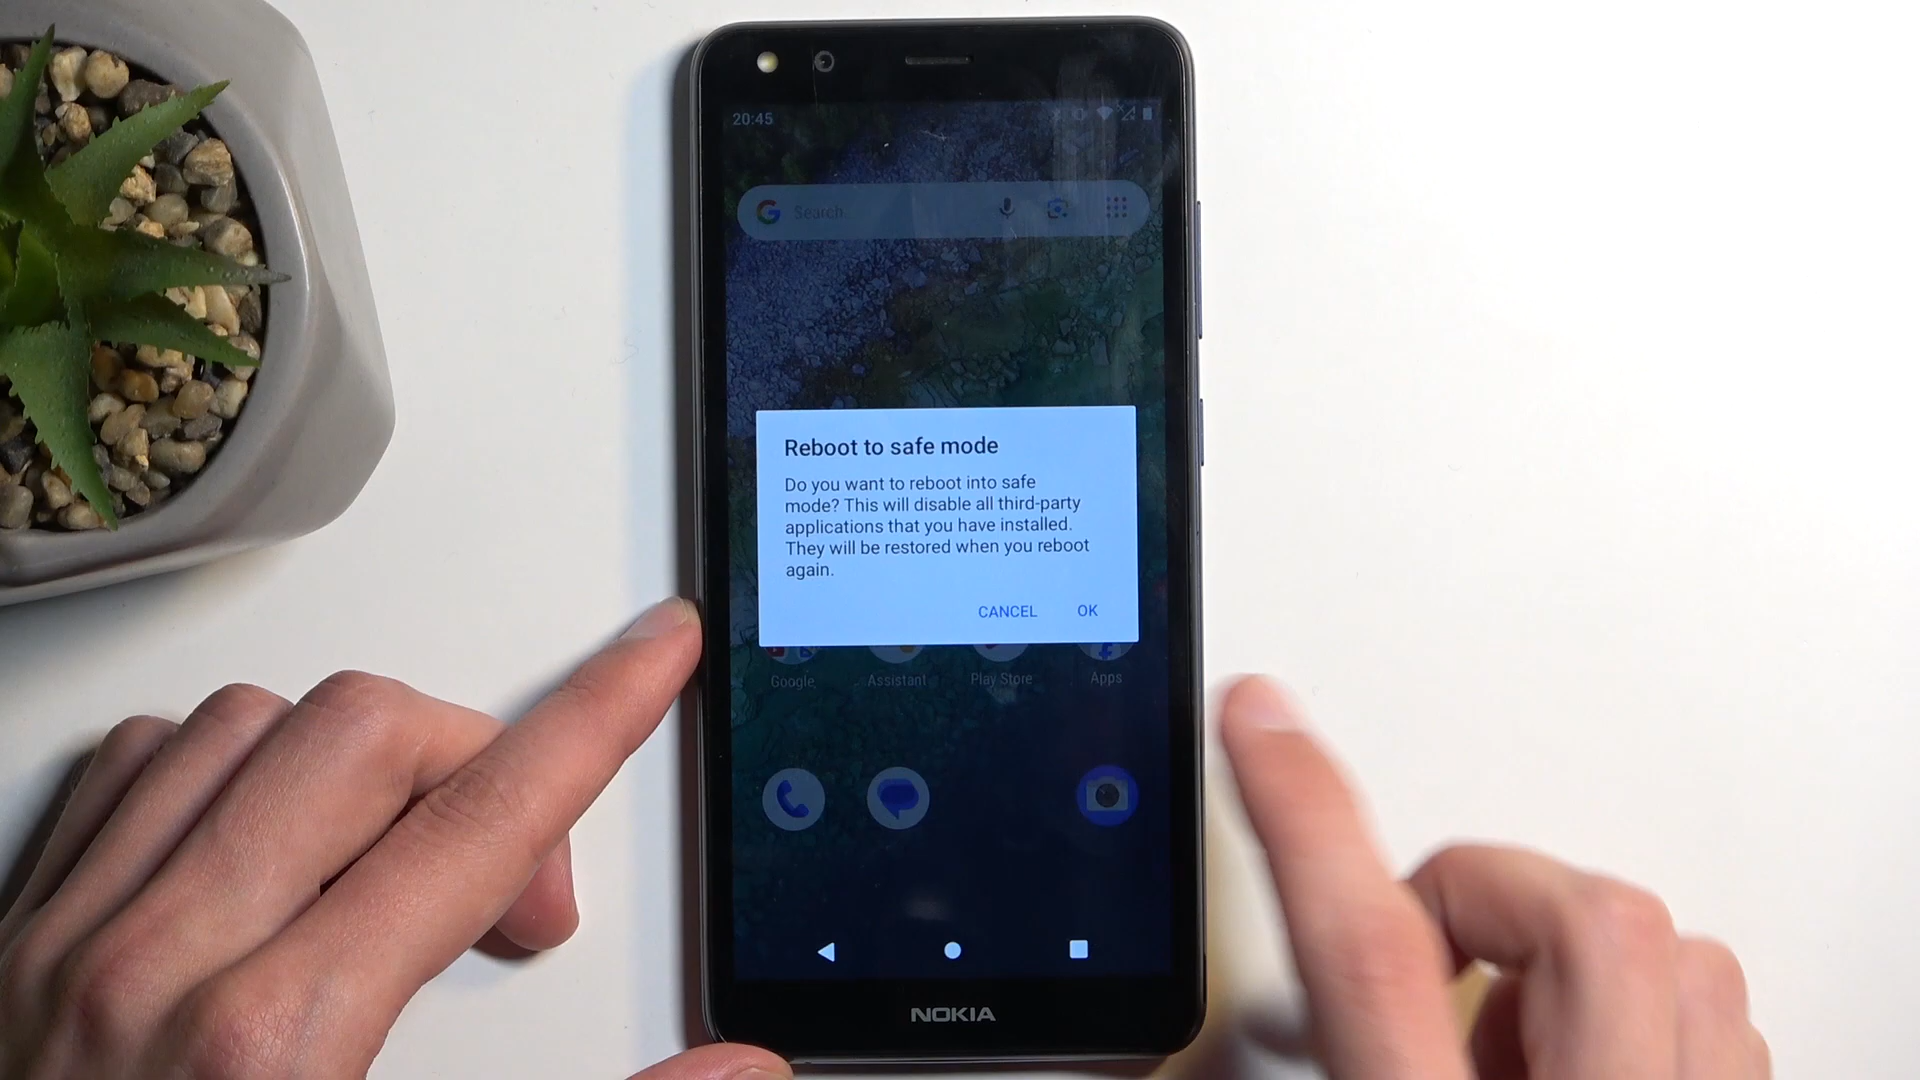 20:45
G Search
Reboot to safe mode
Do you want to reboot into safe
mode? This will disable all third-party
applications that you have installed.
They will be restored when you reboot
again.
CANCEL OK
Google Assistant Play Store Apps
NOKIA